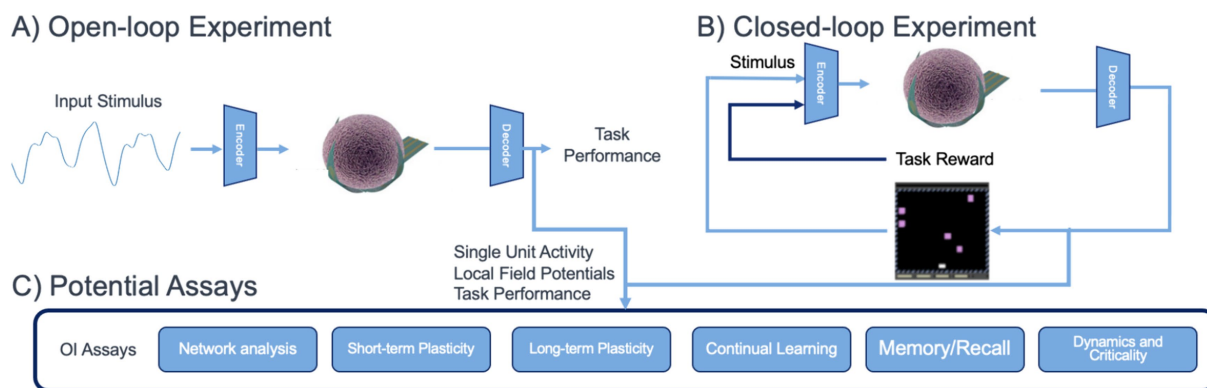 A) Open-loop Experiment
Input Stimulus
Encoder
Decoder
Task
Performance
B) Closed-loop Experiment
Stimulus
Encoder
Decoder
Task Reward
Single Unit Activity
Local Field Potentials
Task Performance
C) Potential Assays
OI Assays
Network analysis
Short-term Plasticity
Long-term Plasticity
Continual Learning
Memory/Recall
Dynamics and
Criticality